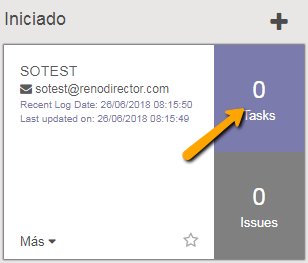 Iniciado
SOTEST
sotest@renodirector.com
Recent Log Date: 26/06/2018 08:15:50
Last updated on: 26/06/2018 08:15:49
Más
0
Tasks
0
Issues